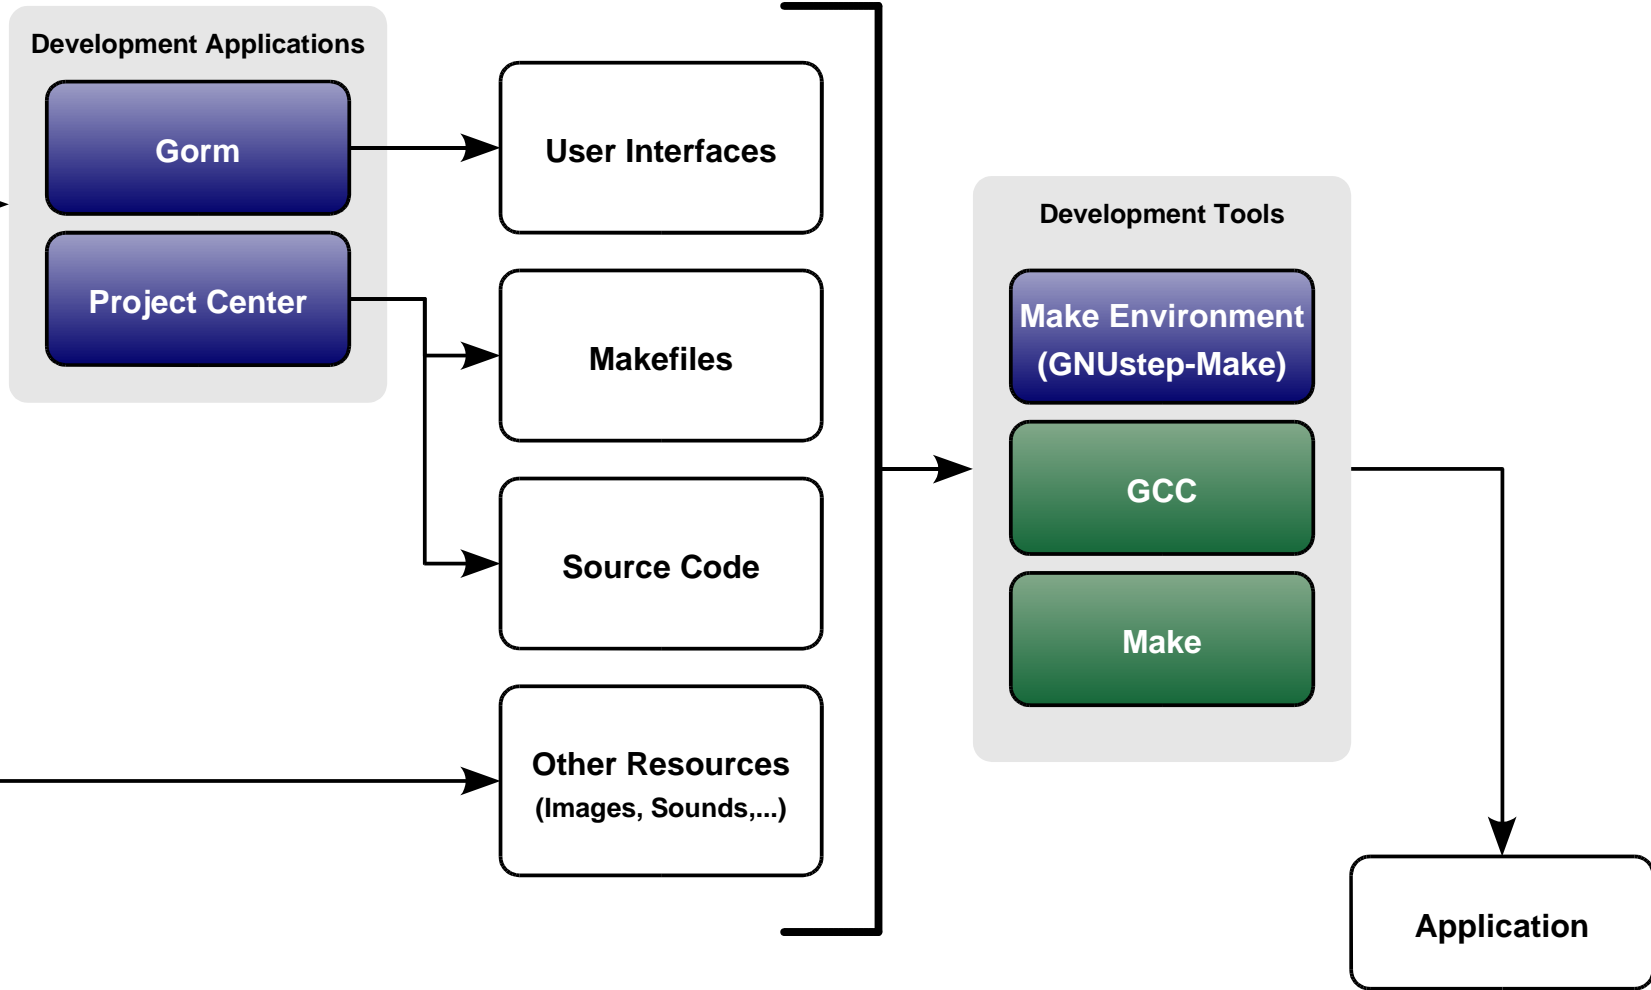 Development Applications
Gorm
Project Center
User Interfaces
Makefiles
Source Code
Other Resources
(Images, Sounds,...)
Development Tools
Make Environment
(GNUstep-Make)
GCC
Make
Application